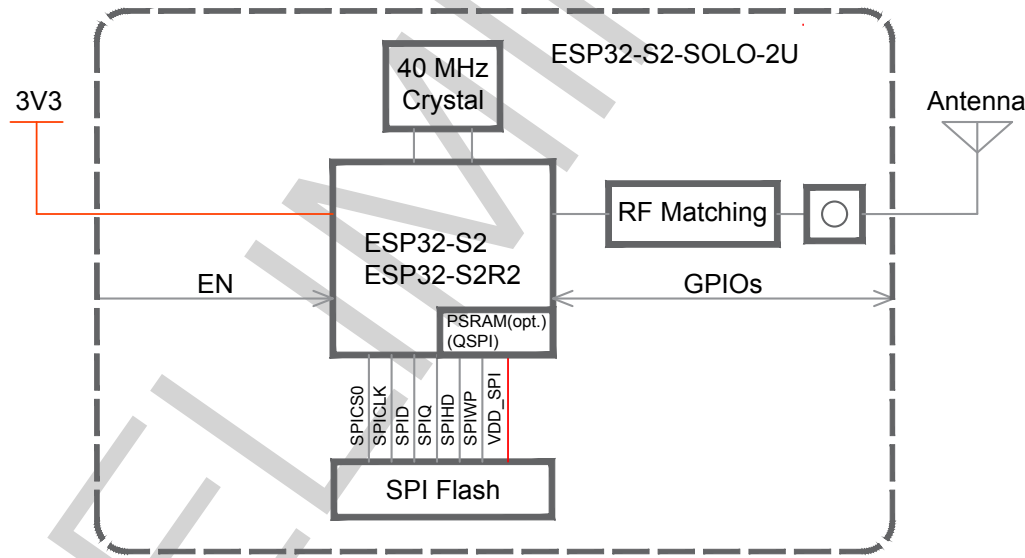 ESP32-S2-SOLO-2U
40 MHz
Crystal
3V3
Antenna
RF Matching
ESP32-S2
ESP32-S2R2
EN
GPIOs
PSRAM(opt.)
(QSPI)
SPICS0
SPICLK
SPID
SPIQ
SPIHD
SPIWP
VDD_SPI
SPI Flash